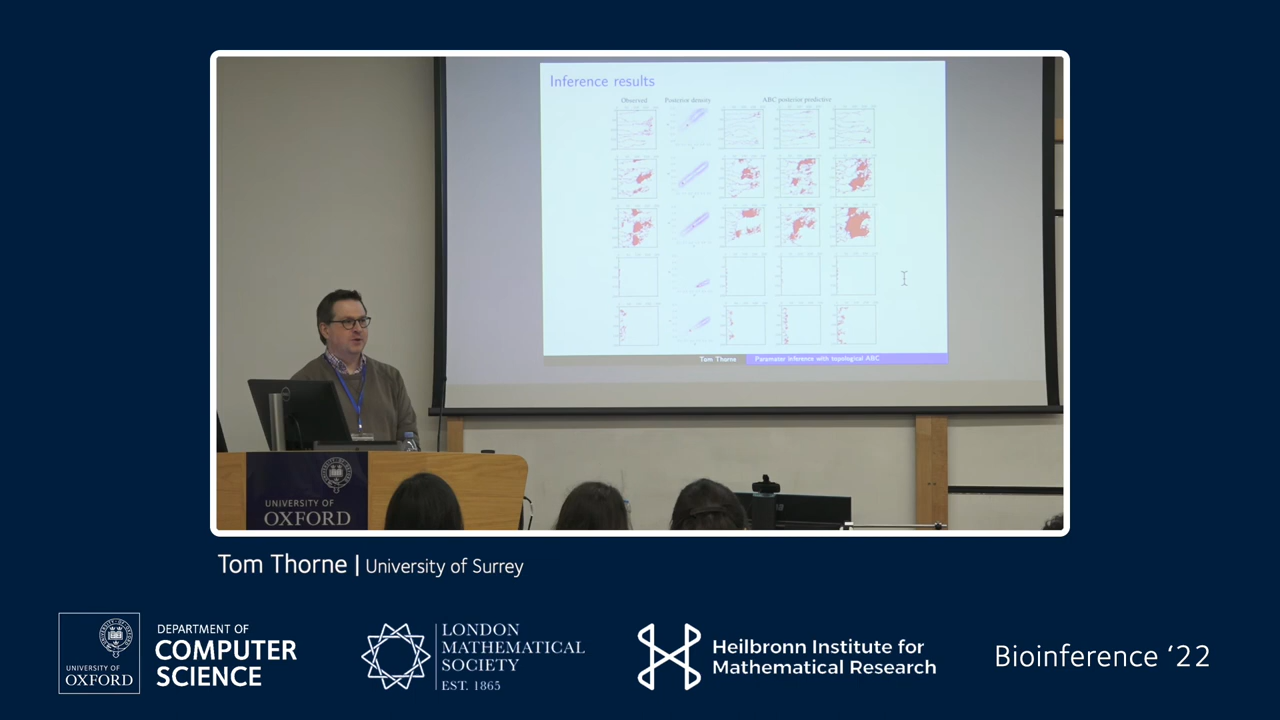 Inference results
Observed
Posterior density
ABC posterior predictive
Tom Thorne
Parameter inference with topological ABC
UNIVERSITY OF
OXFORD
Tom Thorne | University of Surrey
UNIVERSITY OF
OXFORD
DEPARTMENT OF
COMPUTER
SCIENCE
LONDON
MATHEMATICAL
SOCIETY
EST. 1865
Heilbronn Institute for
Mathematical Research
Bioinference ‘22